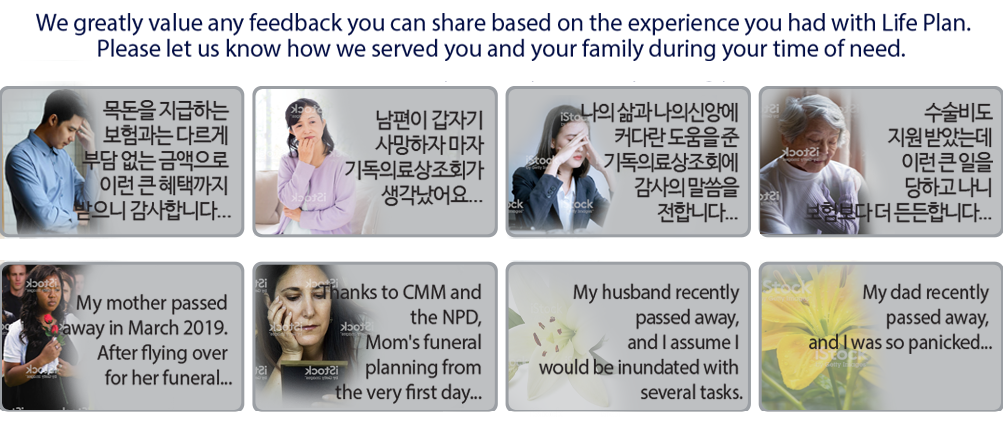 We greatly value any feedback you can share based on the experience you had with Life Plan.
Please let us know how we served you and your family during your time of need.
목돈을 지급하는
보험과는 다르게
부담 없는 금액으로
이런 큰 혜택까지
받으니 감사합니다...
남편이 갑자기
사망하자 마자
기독의료상조회가
생각났어요...
나의 삶과 나의신앙에
커다란 도움을 준
기독의료상조회에
감사의 말씀을
전합니다...
수술비도
지원 받았는데
이런 큰 일을
당하고 나니
보험보다 더 든든합니다...
My mother passed
away in March 2019.
After flying over
for her funeral...
Thanks to CMM and
the NPD,
Mom's funeral
planning from
the very first day...
My husband recently
passed away,
and I assume I
would be inundated with
several tasks.
My dad recently
passed away,
and I was so panicked...
iStock
iStock
iStock
iStock
iStock